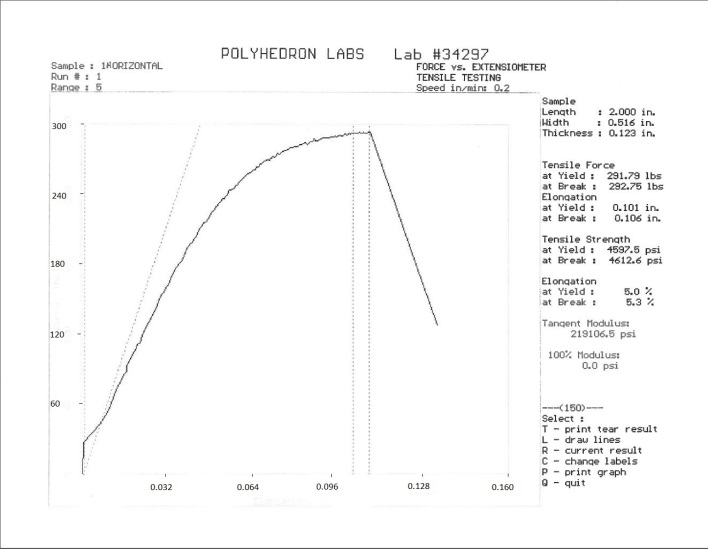 POLYHEDRON LABS Lab #34297
Sample : 1HORIZONTAL
Run # : 1
Range : 5
FORCE vs. EXTENSIOMETER
TENSILE TESTING
Speed in/min: 0.2
300
240
180
120
60
0.032
0.064
0.096
0.128
0.160
Sample
Length : 2.000 in.
Width : 0.516 in.
Thickness : 0.123 in.
Tensile Force
at Yield : 291.79 lbs
at Break : 292.75 lbs
Elongation
at Yield : 0.101 in.
at Break : 0.106 in.
Tensile Strength
at Yield : 4597.5 psi
at Break : 4612.6 psi
Elongation
at Yield : 5.0 %
at Break : 5.3 %
Tangent Modulus:
219106.5 psi
100% Modulus:
0.0 psi
---(150)---
Select :
T - print tear result
L - draw lines
R - current result
C - change labels
P - print graph
Q - quit